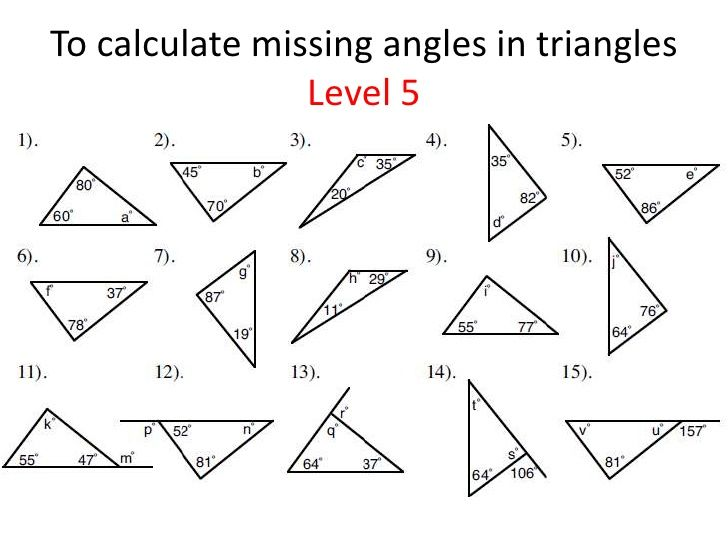 To calculate missing angles in triangles
Level 5
1).
80°
60° a°
2).
45° b°
70°
3).
c° 35°
20°
4).
35°
82°
d°
5).
52° e°
86°
6).
f° 37°
78°
7).
g°
87°
19°
8).
h° 29°
11°
9).
i°
55° 77°
10).
j°
76°
64°
11).
k°
55° 47° m°
12).
p° 52° n°
81°
13).
r°
q°
64° 37°
14).
t°
s°
64° 106°
15).
v° u° 157°
81°